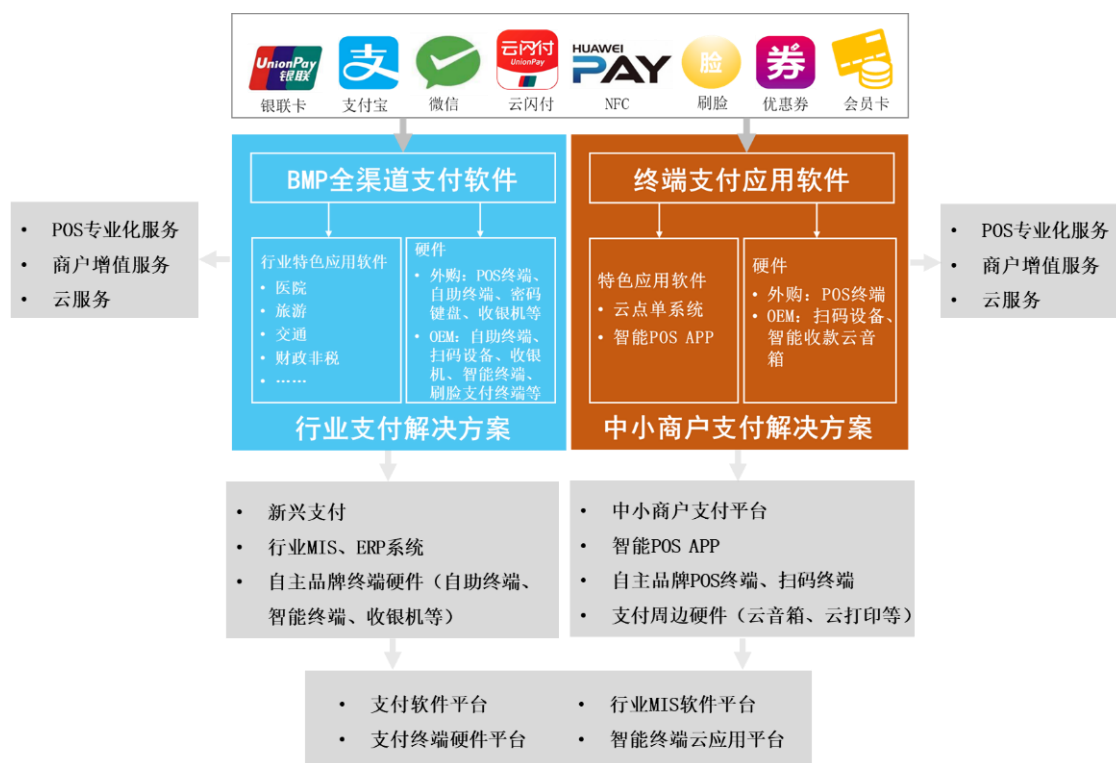 UnionPay
银联
支
云闪付
UnionPay
HUAWEI
PAY
脸
券
银联卡
支付宝
微信
云闪付
NFC
刷脸
优惠券
会员卡
BMP全渠道支付软件
行业特色应用软件
• 医院
• 旅游
• 交通
• 财政非税
• ……
硬件
• 外购：POS终端、
自助终端、密码
键盘、收银机等
• OEM：自助终端、
扫码设备、收银
机、智能终端、
刷脸支付终端等
行业支付解决方案
终端支付应用软件
特色应用软件
• 云点单系统
• 智能POS APP
硬件
• 外购：POS终端
• OEM：扫码设备、
智能收款云音
箱
中小商户支付解决方案
• POS专业化服务
• 商户增值服务
• 云服务
• POS专业化服务
• 商户增值服务
• 云服务
• 新兴支付
• 行业MIS、ERP系统
• 自主品牌终端硬件（自助终端、
智能终端、收银机等）
• 中小商户支付平台
• 智能POS APP
• 自主品牌POS终端、扫码终端
• 支付周边硬件（云音箱、云打印等）
• 支付软件平台
• 支付终端硬件平台
• 行业MIS软件平台
• 智能终端云应用平台